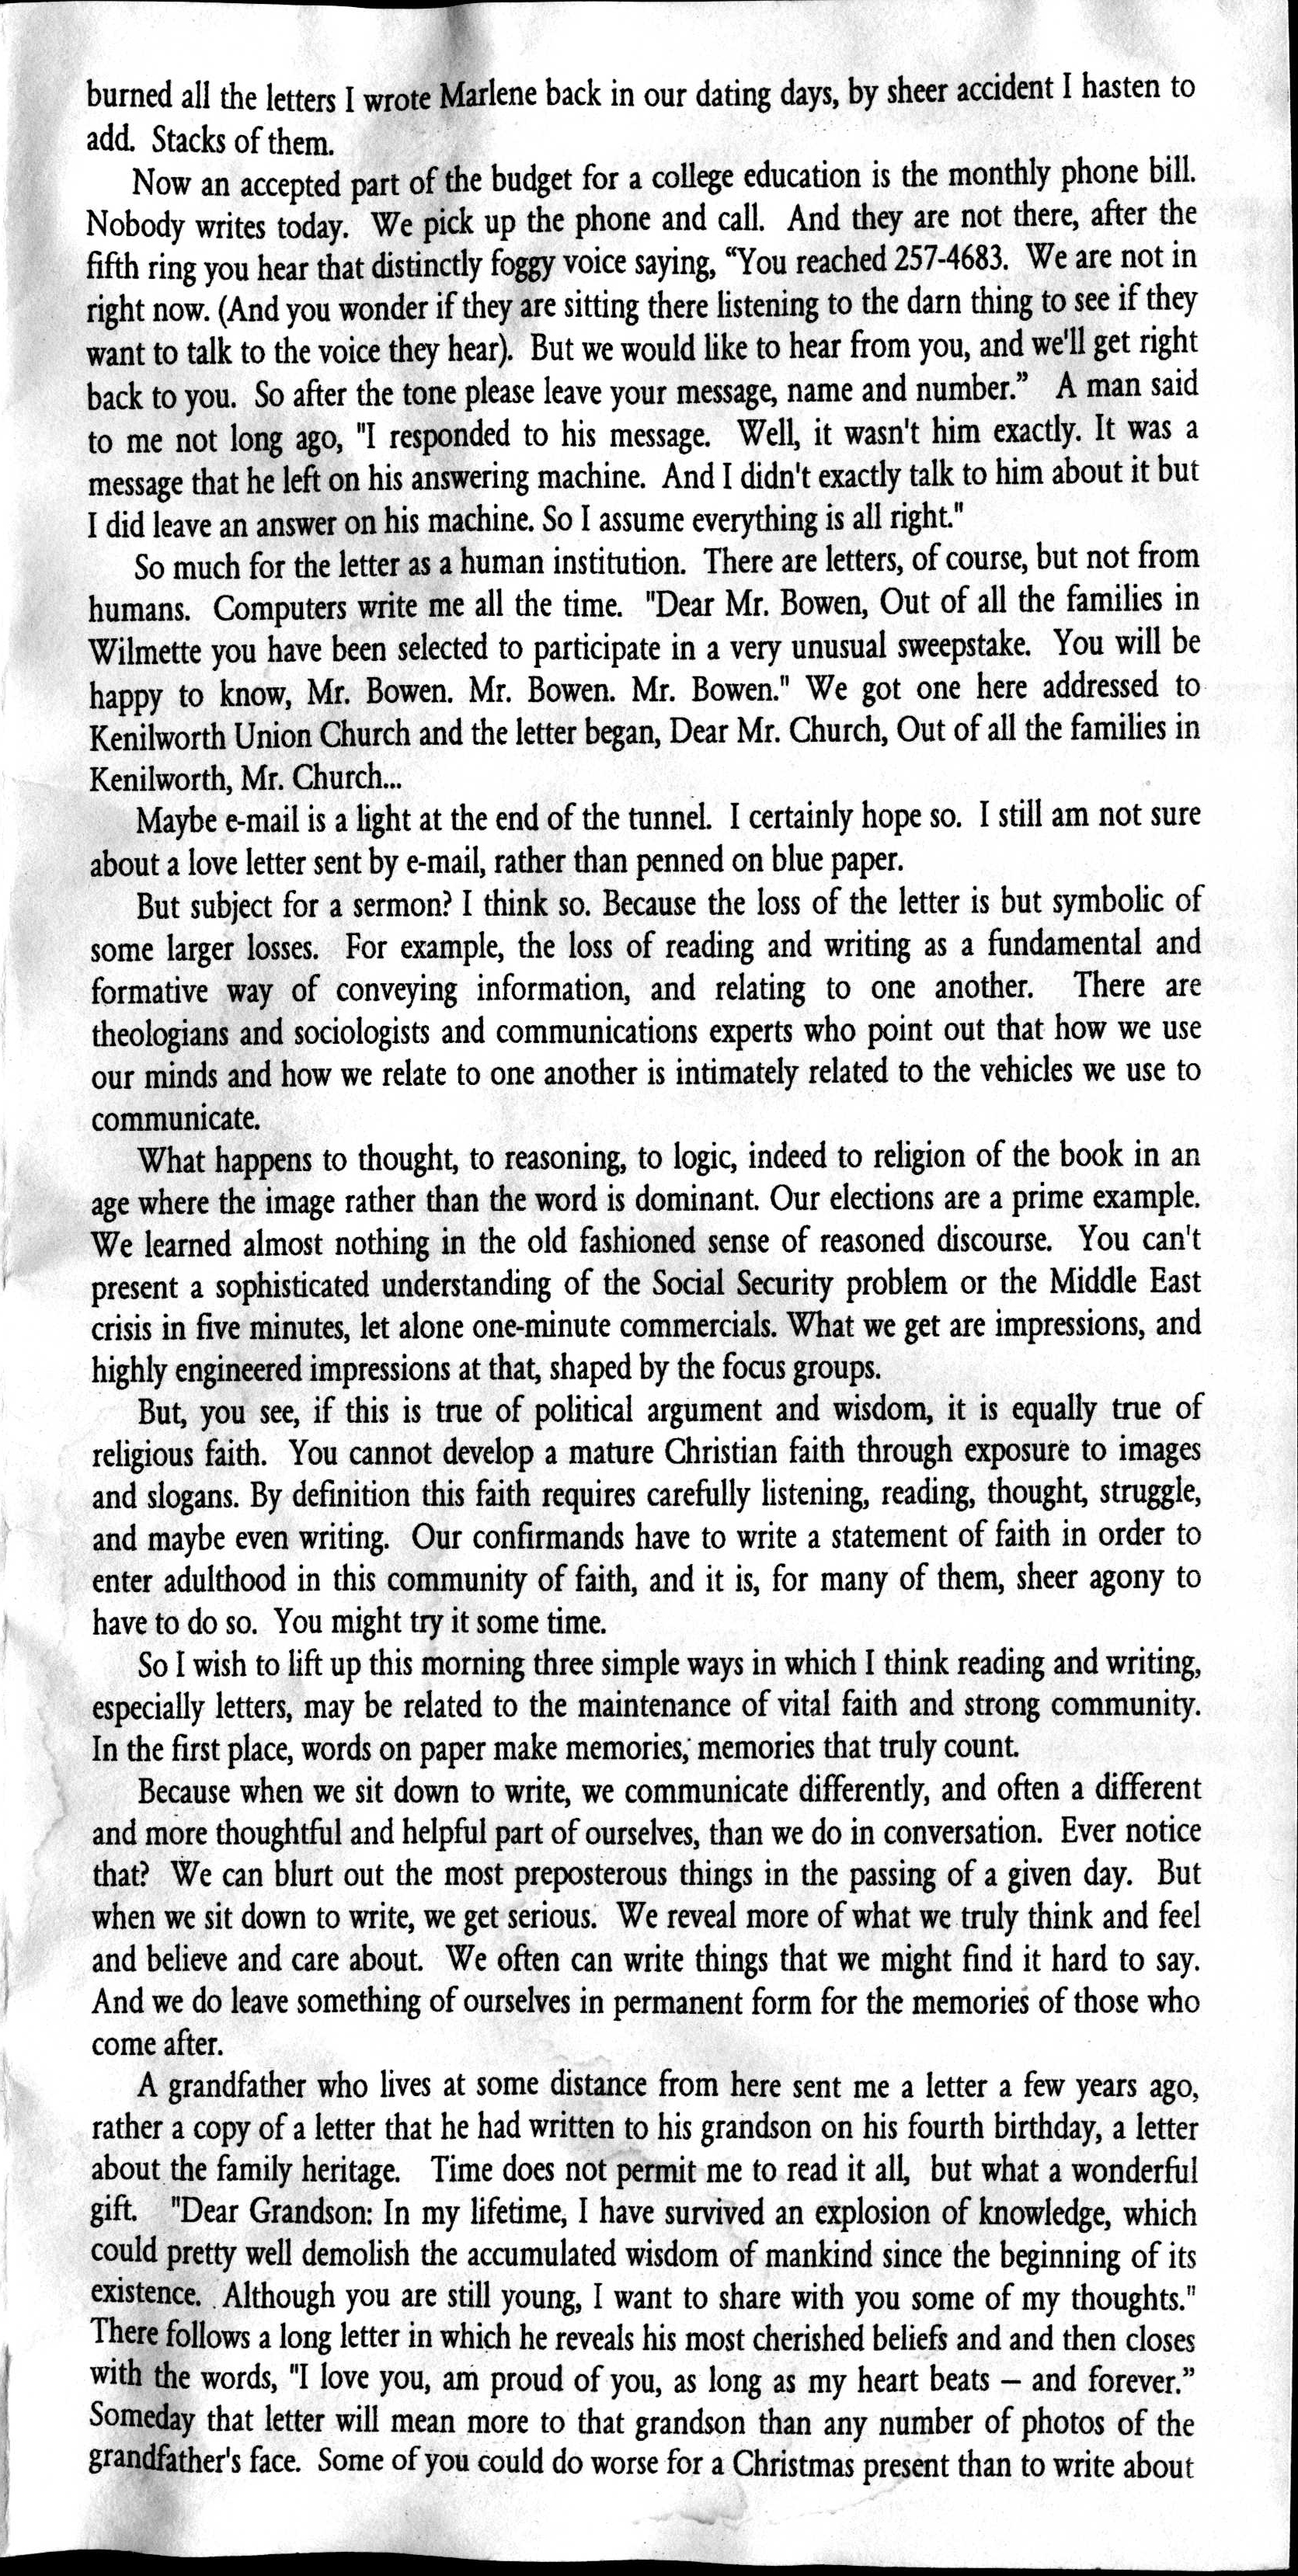 burned all the letters I wrote Marlene back in our dating days, by sheer accident I hasten to
add. Stacks of them.
Now an accepted part of the budget for a college education is the monthly phone bill.
Nobody writes today. We pick up the phone and call. And they are not there, after the
fifth ring you hear that distinctly foggy voice saying, “You reached 257-4683. We are not in
right now. (And you wonder if they are sitting there listening to the darn thing to see if they
want to talk to the voice they hear). But we would like to hear from you, and we'll get right
back to you. So after the tone please leave your message, name and number.” A man said
to me not long ago, "I responded to his message. Well, it wasn't him exactly. It was a
message that he left on his answering machine. And I didn't exactly talk to him about it but
I did leave an answer on his machine. So I assume everything is all right."
So much for the letter as a human institution. There are letters, of course, but not from
humans. Computers write me all the time. "Dear Mr. Bowen, Out of all the families in
Wilmette you have been selected to participate in a very unusual sweepstake. You will be
happy to know, Mr. Bowen. Mr. Bowen. Mr. Bowen." We got one here addressed to
Kenilworth Union Church and the letter began, Dear Mr. Church, Out of all the families in
Kenilworth, Mr. Church...
Maybe e-mail is a light at the end of the tunnel. I certainly hope so. I still am not sure
about a love letter sent by e-mail, rather than penned on blue paper.
But subject for a sermon? I think so. Because the loss of the letter is but symbolic of
some larger losses. For example, the loss of reading and writing as a fundamental and
formative way of conveying information, and relating to one another. There are
theologians and sociologists and communications experts who point out that how we use
our minds and how we relate to one another is intimately related to the vehicles we use to
communicate.
What happens to thought, to reasoning, to logic, indeed to religion of the book in an
age where the image rather than the word is dominant. Our elections are a prime example.
We learned almost nothing in the old fashioned sense of reasoned discourse. You can't
present a sophisticated understanding of the Social Security problem or the Middle East
crisis in five minutes, let alone one-minute commercials. What we get are impressions, and
highly engineered impressions at that, shaped by the focus groups.
But, you see, if this is true of political argument and wisdom, it is equally true of
religious faith. You cannot develop a mature Christian faith through exposure to images
and slogans. By definition this faith requires carefully listening, reading, thought, struggle,
and maybe even writing. Our confirmands have to write a statement of faith in order to
enter adulthood in this community of faith, and it is, for many of them, sheer agony to
have to do so. You might try it some time.
So I wish to lift up this morning three simple ways in which I think reading and writing,
especially letters, may be related to the maintenance of vital faith and strong community.
In the first place, words on paper make memories, memories that truly count.
Because when we sit down to write, we communicate differently, and often a different
and more thoughtful and helpful part of ourselves, than we do in conversation. Ever notice
that? We can blurt out the most preposterous things in the passing of a given day. But
when we sit down to write, we get serious. We reveal more of what we truly think and feel
and believe and care about. We often can write things that we might find it hard to say.
And we do leave something of ourselves in permanent form for the memories of those who
come after.
A grandfather who lives at some distance from here sent me a letter a few years ago,
rather a copy of a letter that he had written to his grandson on his fourth birthday, a letter
about the family heritage. Time does not permit me to read it all, but what a wonderful
gift. "Dear Grandson: In my lifetime, I have survived an explosion of knowledge, which
could pretty well demolish the accumulated wisdom of mankind since the beginning of its
existence. Although you are still young, I want to share with you some of my thoughts."
There follows a long letter in which he reveals his most cherished beliefs and and then closes
with the words, "I love you, am proud of you, as long as my heart beats – and forever.”
Someday that letter will mean more to that grandson than any number of photos of the
grandfather's face. Some of you could do worse for a Christmas present than to write about